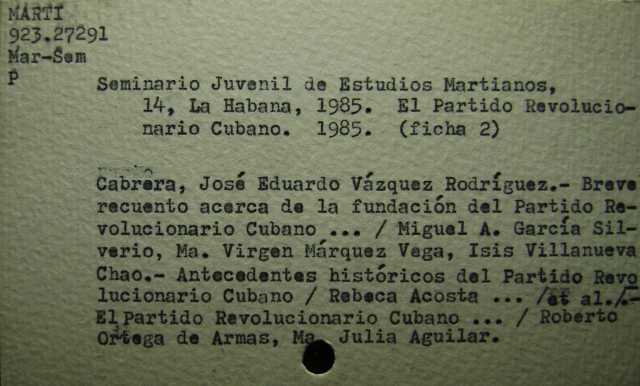 MARTÍ
923.27291
Mar-Sem
P
Seminario Juvenil de Estudios Martianos,
14, La Habana, 1985. El Partido Revolucio-
nario Cubano. 1985. (ficha 2)
Cabrera, José Eduardo Vázquez Rodríguez.- Breve
recuento acerca de la fundación del Partido Re-
volucionario Cubano ... / Miguel A. García Sil-
verio, Ma. Virgen Márquez Vega, Isis Villanueva
Chao.- Antecedentes históricos del Partido Revo
lucionario Cubano / Rebeca Acosta ... /et al./.-
El Partido Revolucionario Cubano ... / Roberto
Ortega de Armas, Ma. Julia Aguilar.